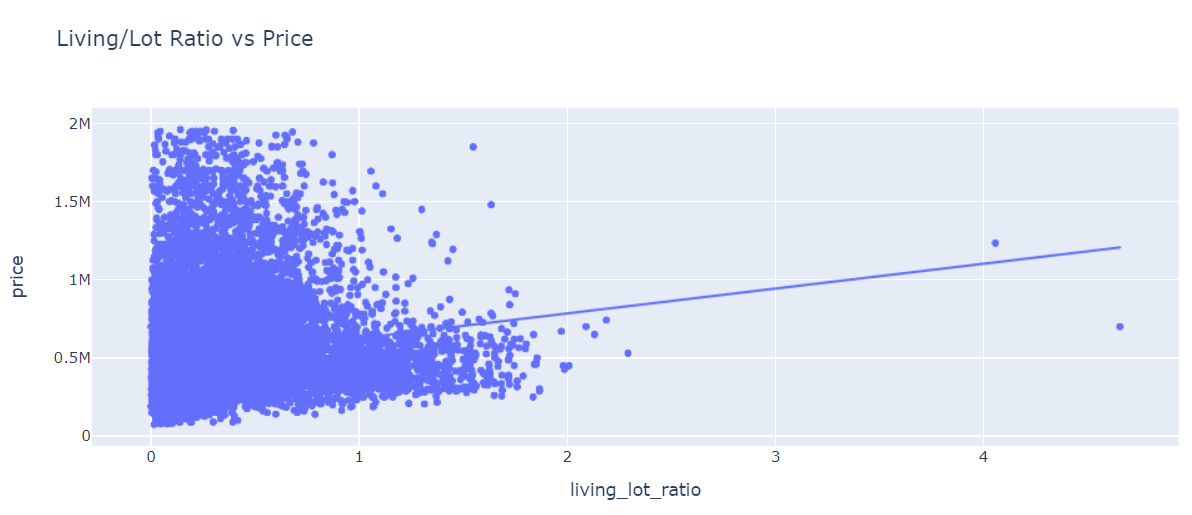 Living/Lot Ratio vs Price
price
2M
1.5M
1M
0.5M
0
0 1 2 3 4
living_lot_ratio